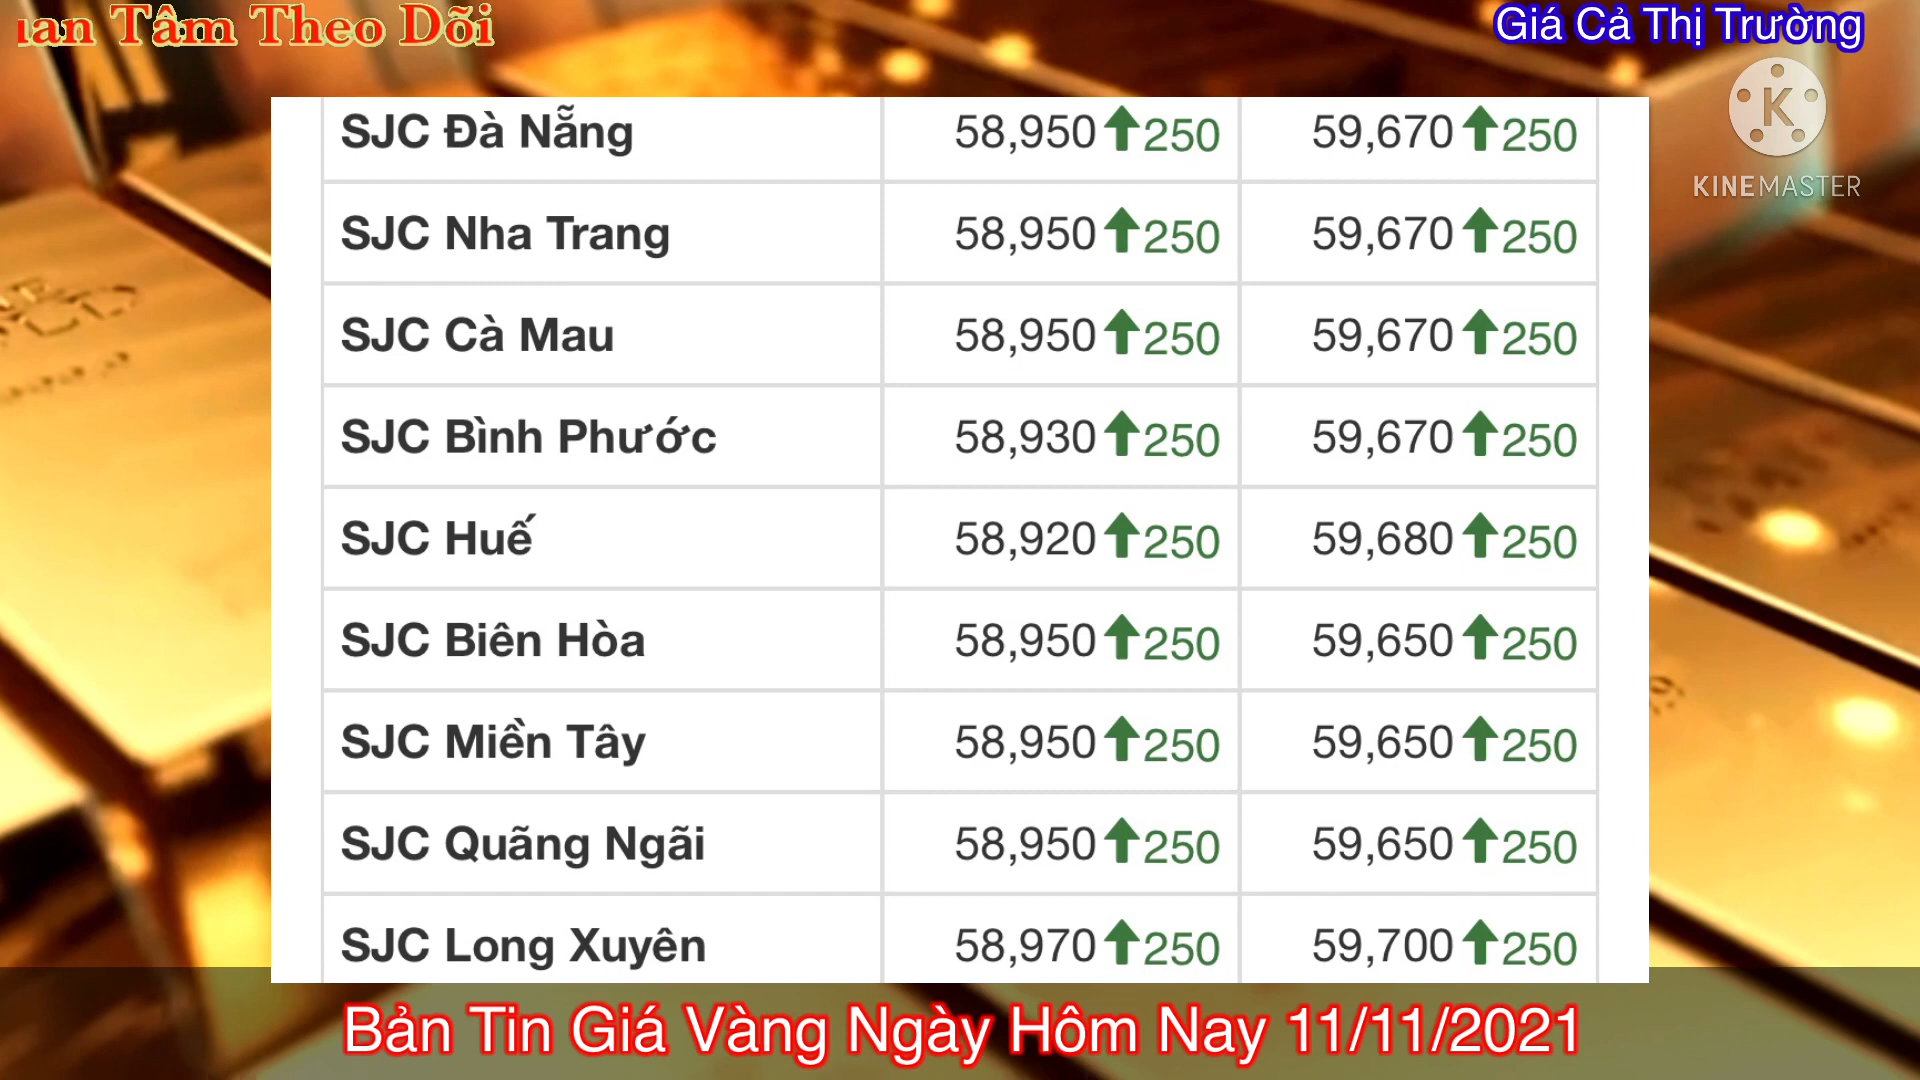 Tâm Theo Dõi
Giá Cả Thị Trường
K
KINEMASTER
SJC Đà Nẵng 58,950 250 59,670 250
SJC Nha Trang 58,950 250 59,670 250
SJC Cà Mau 58,950 250 59,670 250
SJC Bình Phước 58,930 250 59,670 250
SJC Huế 58,920 250 59,680 250
SJC Biên Hòa 58,950 250 59,650 250
SJC Miền Tây 58,950 250 59,650 250
SJC Quãng Ngãi 58,950 250 59,650 250
SJC Long Xuyên 58,970 250 59,700 250
Bản Tin Giá Vàng Ngày Hôm Nay 11/11/2021